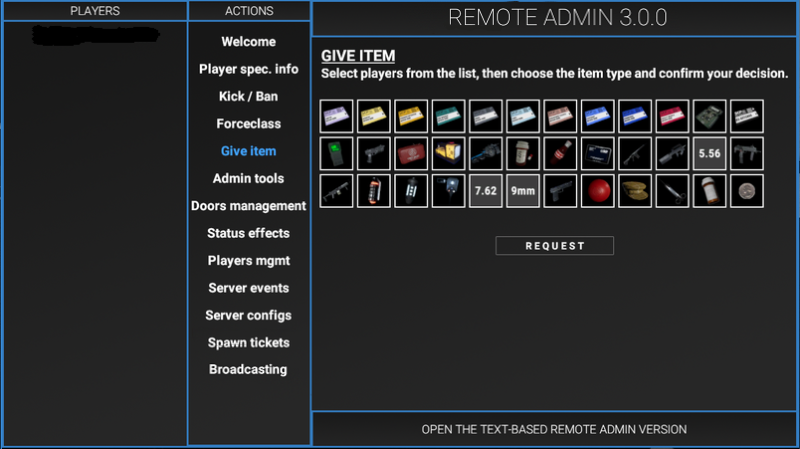 PLAYERS
ACTIONS
Welcome
Player spec. info
Kick / Ban
Forceclass
Give item
Admin tools
Doors management
Status effects
Players mgmt
Server events
Server configs
Spawn tickets
Broadcasting
REMOTE ADMIN 3.0.0
GIVE ITEM
Select players from the list, then choose the item type and confirm your decision.
5.56
7.62
9mm
REQUEST
OPEN THE TEXT-BASED REMOTE ADMIN VERSION